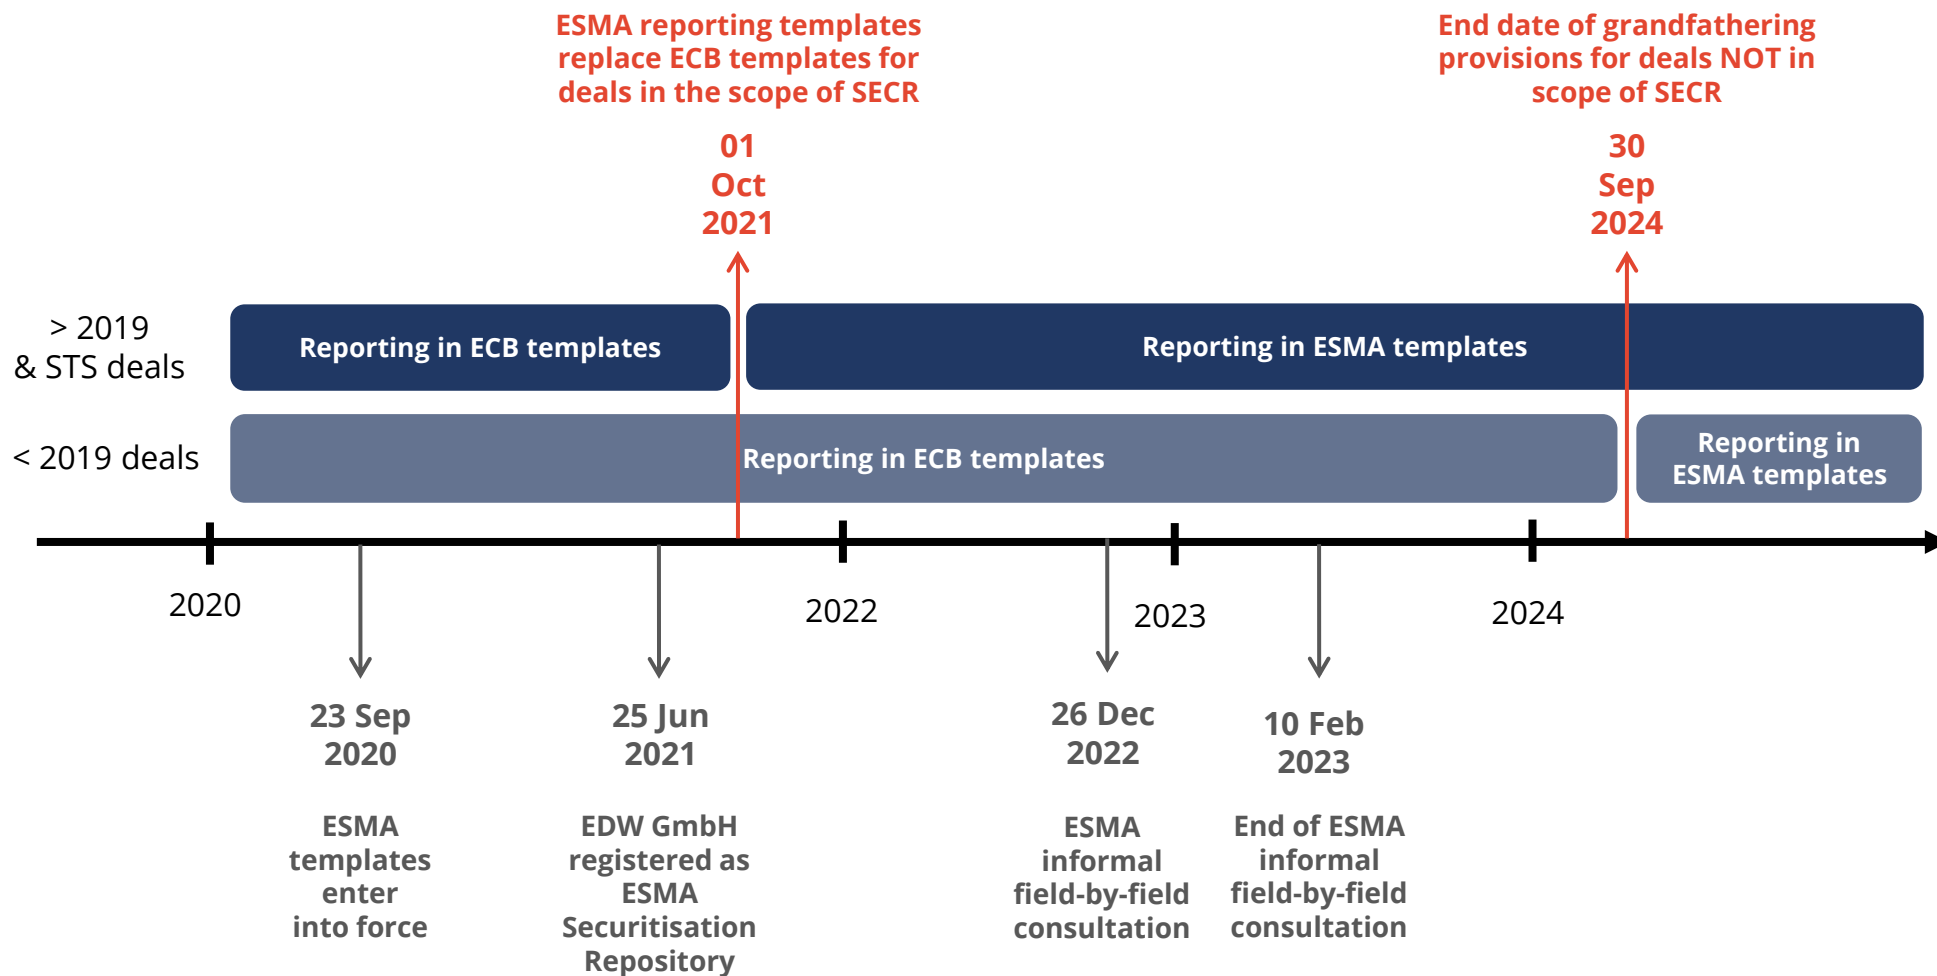 ESMA reporting templates
replace ECB templates for
deals in the scope of SECR
01
Oct
2021
End date of grandfathering
provisions for deals NOT in
scope of SECR
30
Sep
2024
> 2019
& STS deals
Reporting in ECB templates
Reporting in ESMA templates
< 2019 deals
Reporting in ECB templates
Reporting in
ESMA templates
2020
2022
2023
2024
23 Sep
2020
ESMA
templates
enter
into force
25 Jun
2021
EDW GmbH
registered as
ESMA
Securitisation
Repository
26 Dec
2022
ESMA
informal
field-by-field
consultation
10 Feb
2023
End of ESMA
informal
field-by-field
consultation